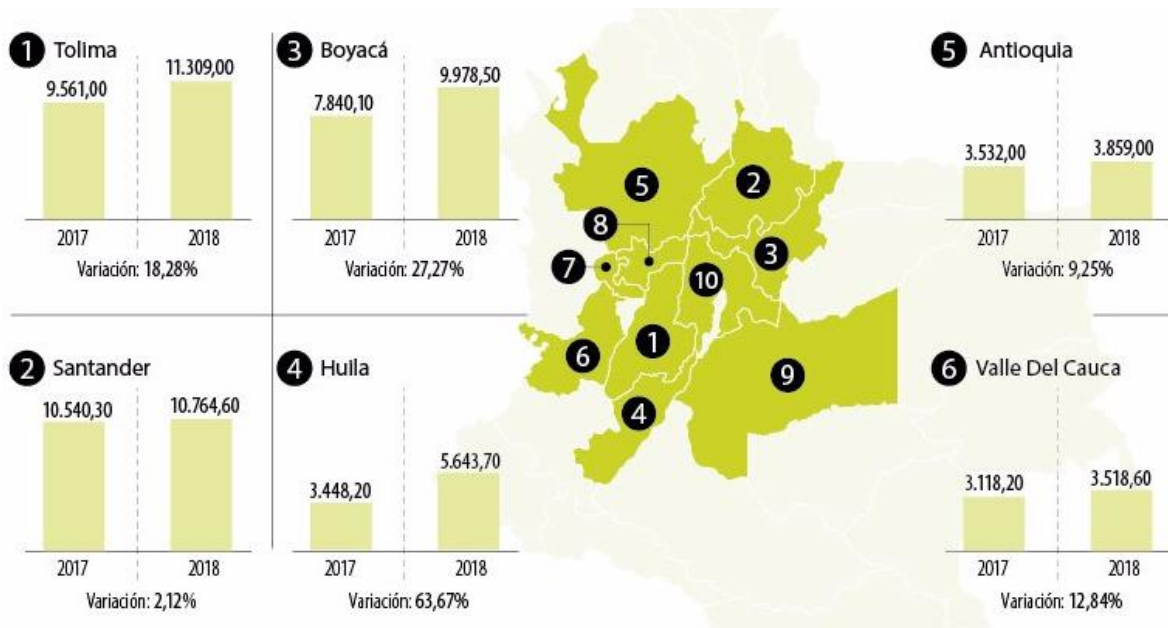 1 Tolima
9.561,00
11.309,00
2017
2018
Variación: 18,28%
3 Boyacá
7.840,10
9.978,50
2017
2018
Variación: 27,27%
5 Antioquia
3.532,00
3.859,00
2017
2018
Variación: 9,25%
2 Santander
10.540,30
10.764,60
2017
2018
Variación: 2,12%
4 Huila
3.448,20
5.643,70
2017
2018
Variación: 63,67%
6 Valle Del Cauca
3.118,20
3.518,60
2017
2018
Variación: 12,84%
5
2
8
3
7
10
1
6
9
4